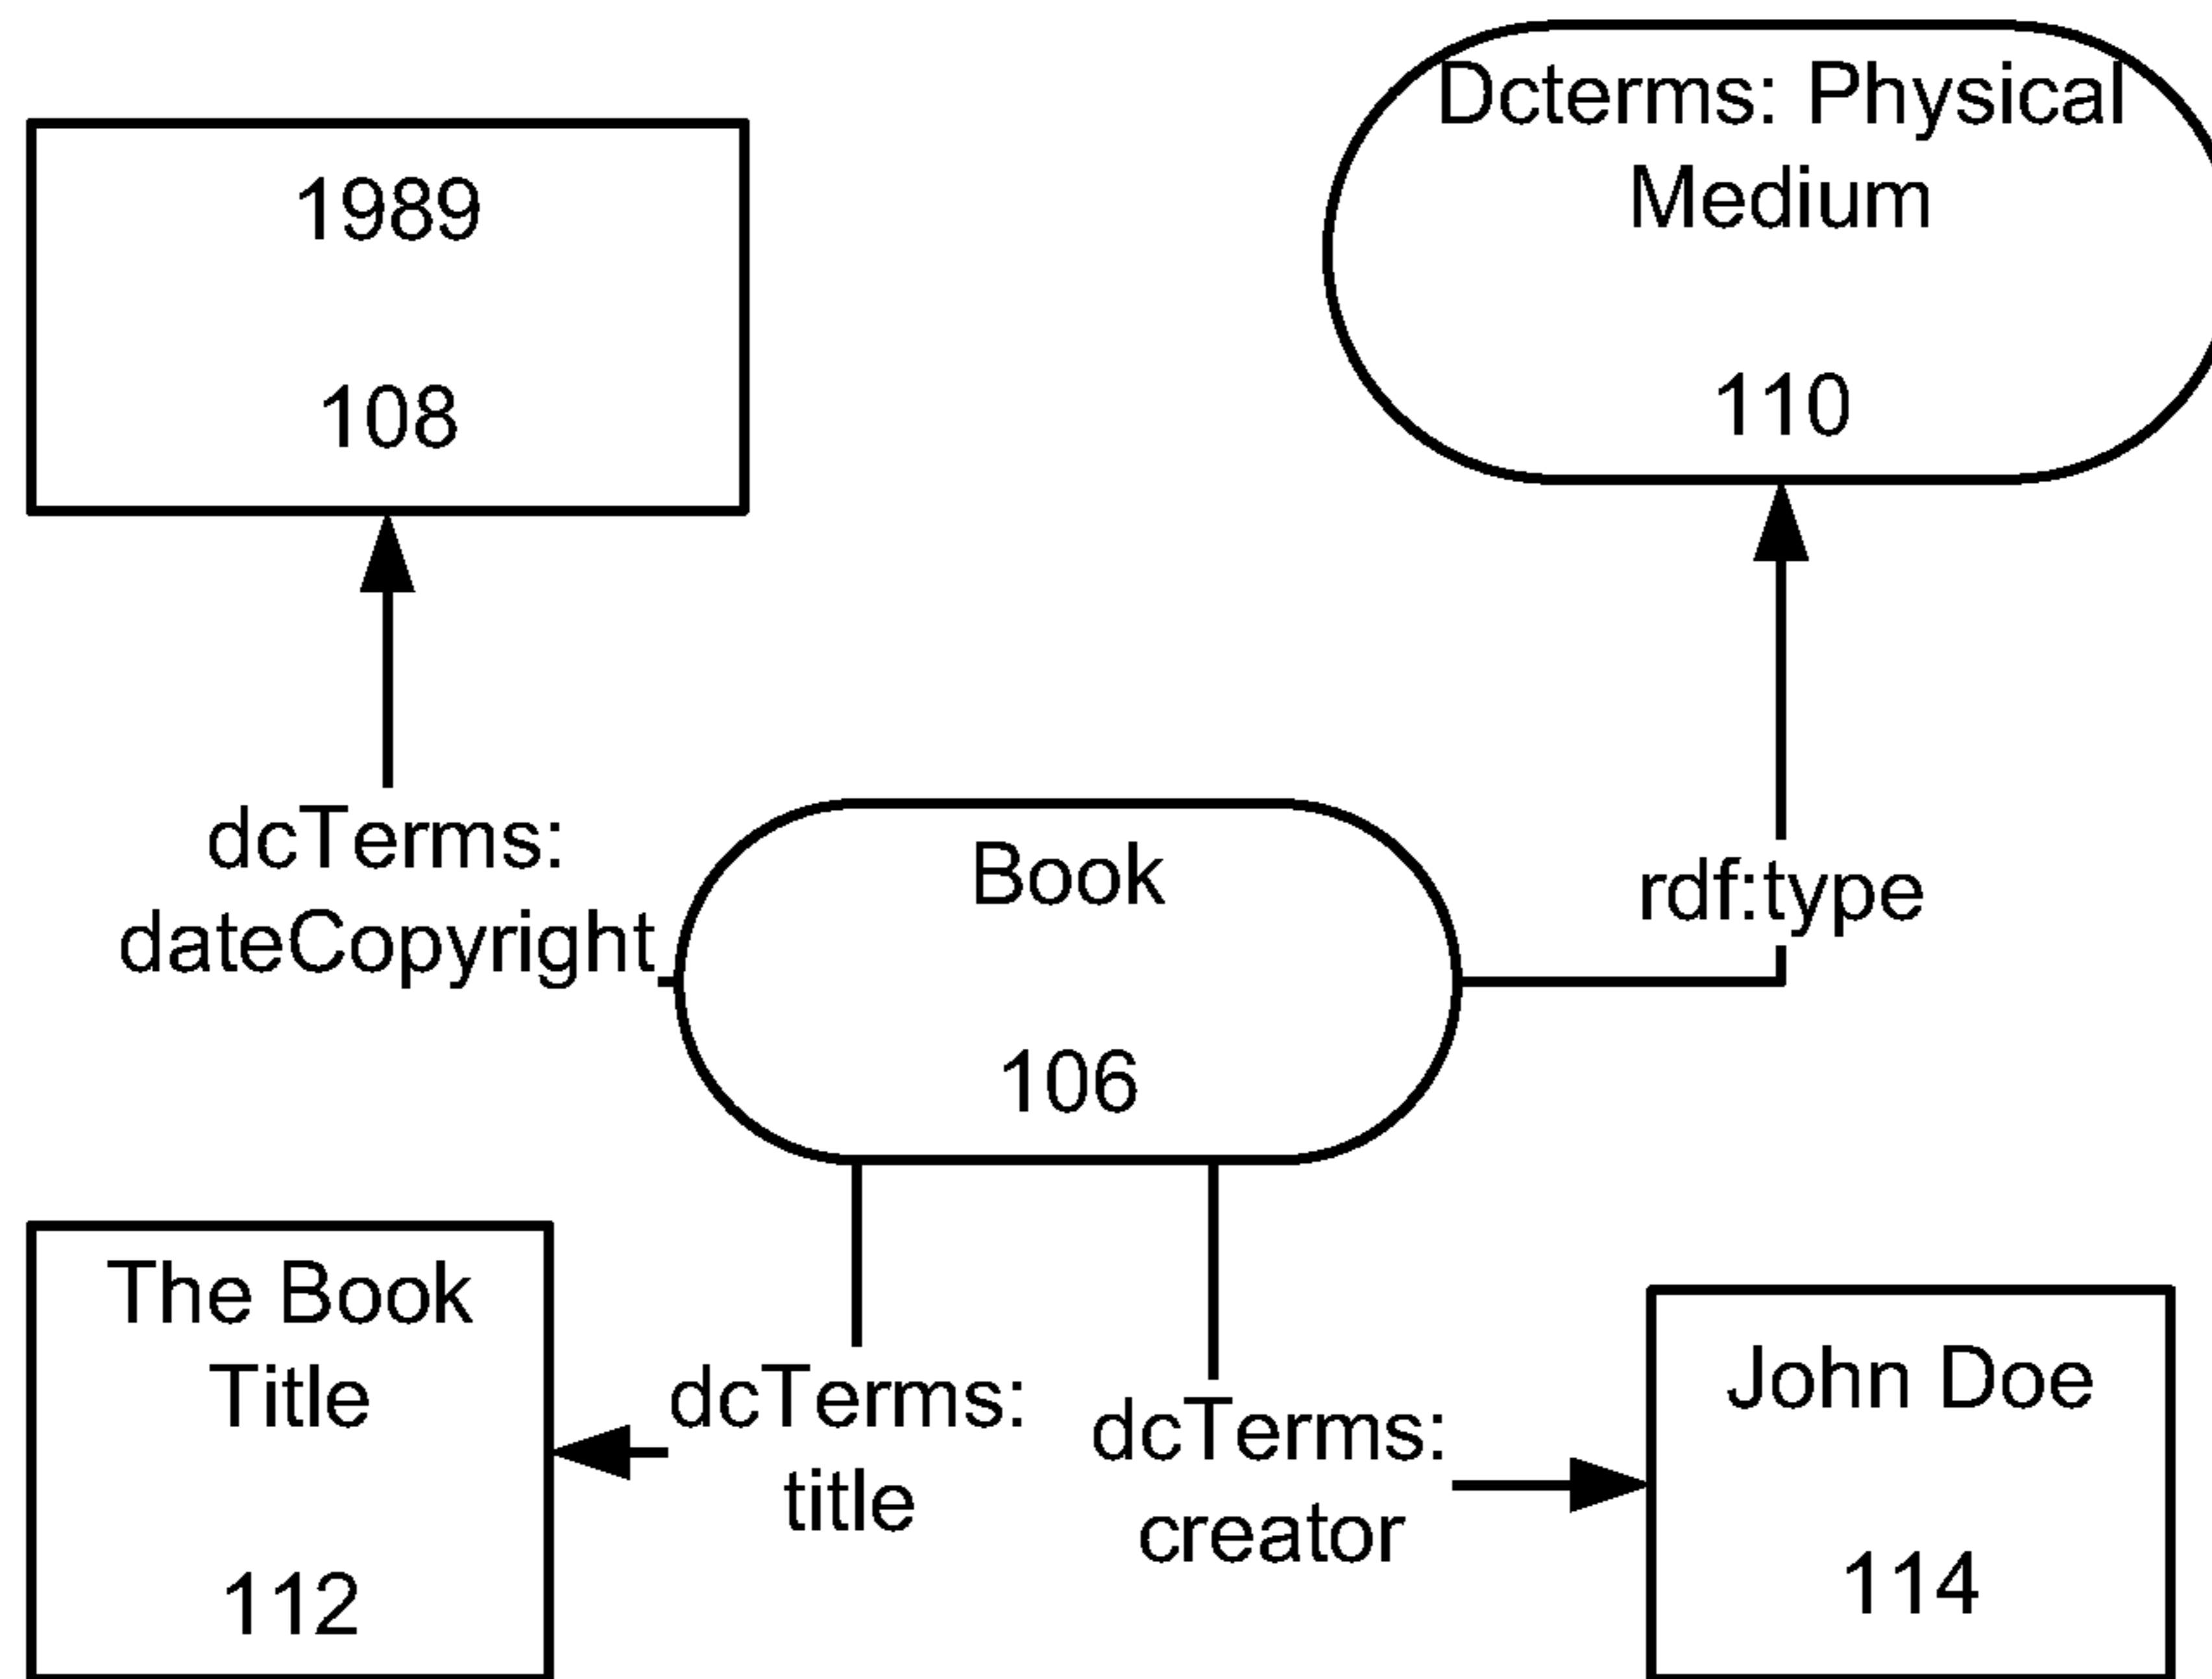 1989
108
Dcterms: Physical
Medium
110
dcTerms:
dateCopyright
Book
106
rdf:type
The Book
Title
112
dcTerms:
title
dcTerms:
creator
John Doe
114